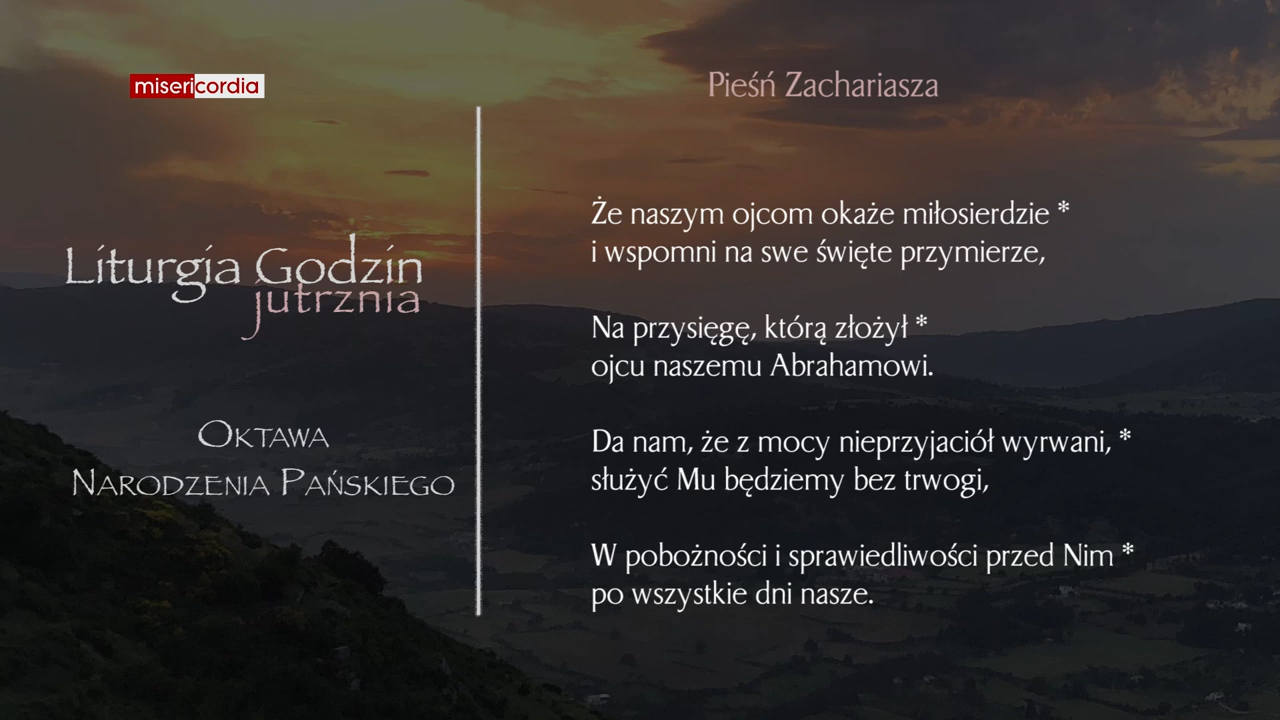 misericordia
Liturgia Godzin
jutrznia
Oktawa
Narodzenia Pańskiego
Pieśń Zachariasza
Że naszym ojcom okaże miłosierdzie *
i wspomni na swe święte przymierze,
Na przysięgę, którą złożył *
ojcu naszemu Abrahamowi.
Da nam, że z mocy nieprzyjaciół wyrwani, *
służyć Mu będziemy bez trwogi,
W pobożności i sprawiedliwości przed Nim *
po wszystkie dni nasze.